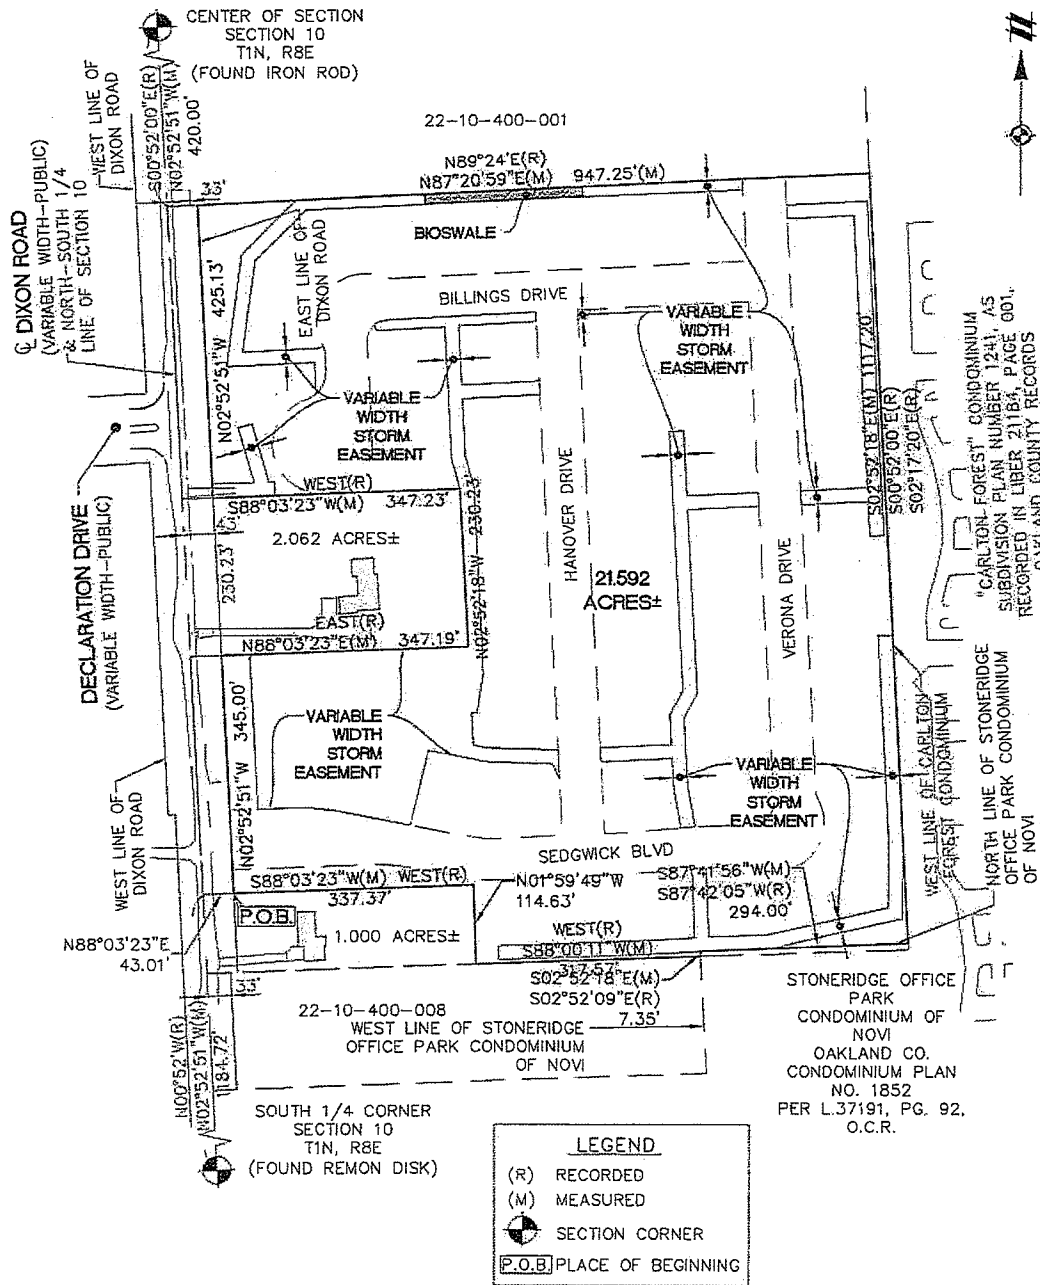 CENTER OF SECTION
SECTION 10
T1N, R8E
(FOUND IRON ROD)
WEST LINE OF
DIXON ROAD
S00°52'00"E(R)
N02°52'51"W(M)
420.00'
33'
22-10-400-001
N89°24'E(R)
N87°20'59"E(M) 947.25'(M)
BIOSWALE
℄ DIXON ROAD
(VARIABLE WIDTH-PUBLIC)
& NORTH-SOUTH 1/4
LINE OF SECTION 10
N02°52'51"W 425.13'
EAST LINE OF
DIXON ROAD
BILLINGS DRIVE
VARIABLE
WIDTH
STORM
EASEMENT
VARIABLE
WIDTH
STORM
EASEMENT
HANOVER DRIVE
VERONA DRIVE
S02°52'18"E(M) 1117.20'
S00°52'00"E(R)
S02°17'20"E(R)
"CARLTON FOREST" CONDOMINIUM
SUBDIVISION PLAN NUMBER 1241, AS
RECORDED IN LIBER 21184, PAGE 001,
OAKLAND COUNTY RECORDS
DECLARATION DRIVE
(VARIABLE WIDTH-PUBLIC)
WEST(R)
S88°03'23"W(M) 347.23'
43'
230.23'
2.062 ACRES±
N02°52'18"W 230.23'
21.592
ACRES±
EAST(R)
N88°03'23"E(M) 347.19'
N02°52'51"W 345.00'
VARIABLE
WIDTH
STORM
EASEMENT
VARIABLE
WIDTH
STORM
EASEMENT
WEST LINE OF CARLTON
FOREST CONDOMINIUM
NORTH LINE OF STONERIDGE
OFFICE PARK CONDOMINIUM
OF NOVI
WEST LINE OF
DIXON ROAD
SEDGWICK BLVD
S88°03'23"W(M) WEST(R)
337.37'
N01°59'49"W
114.63'
S87°41'56"W(M)
S87°42'05"W(R)
294.00'
P.O.B.
1.000 ACRES±
N88°03'23"E
43.01'
WEST(R)
S88°00'11"W(M)
317.57'
S02°52'18"E(M)
S02°52'09"E(R)
7.35'
33'
22-10-400-008
WEST LINE OF STONERIDGE
OFFICE PARK CONDOMINIUM
OF NOVI
STONERIDGE OFFICE
PARK
CONDOMINIUM OF
NOVI
OAKLAND CO.
CONDOMINIUM PLAN
NO. 1852
PER L.37191, PG. 92,
O.C.R.
N00°52'W(R)
N02°52'51"W(M)
184.72'
SOUTH 1/4 CORNER
SECTION 10
T1N, R8E
(FOUND REMON DISK)
LEGEND
(R) RECORDED
(M) MEASURED
SECTION CORNER
P.O.B. PLACE OF BEGINNING